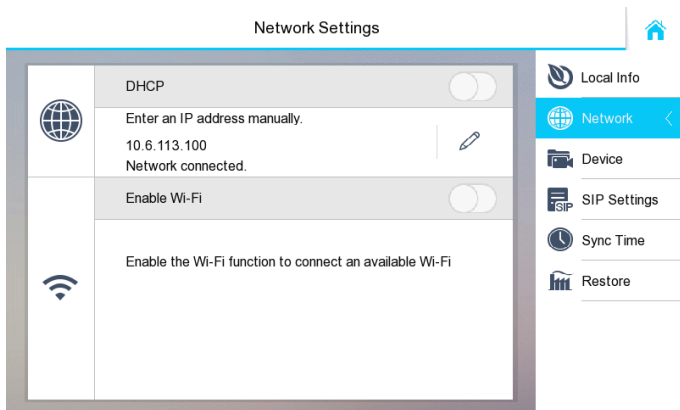 Network Settings
DHCP
Enter an IP address manually.
10.6.113.100
Network connected.
Enable Wi-Fi
Enable the Wi-Fi function to connect an available Wi-Fi
Local Info
Network
Device
SIP
SIP Settings
Sync Time
Restore